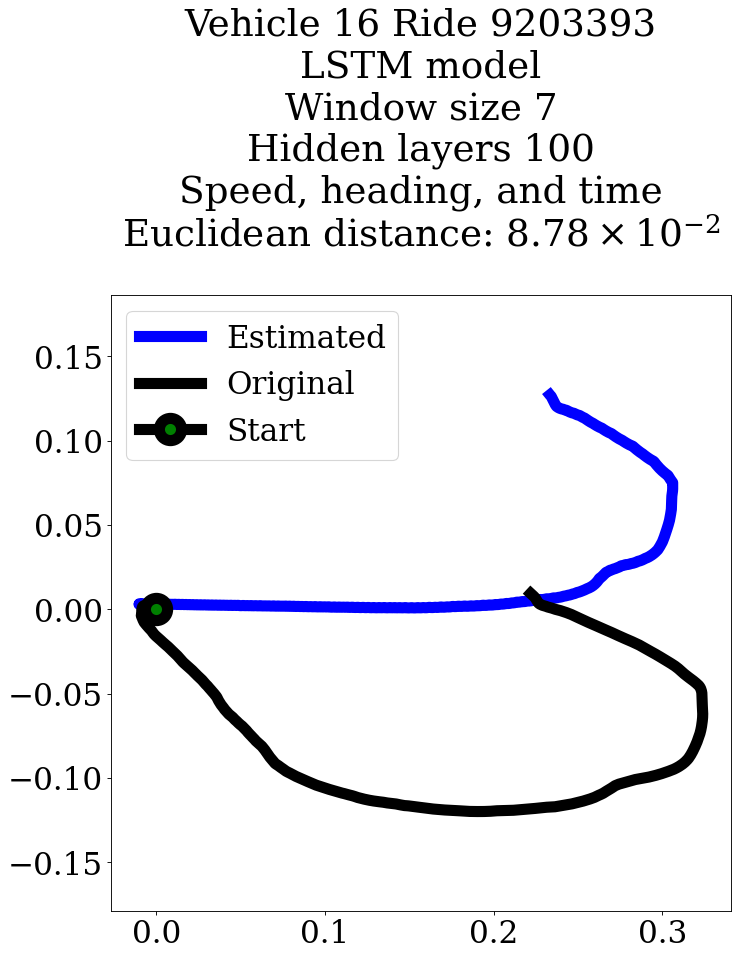 Vehicle 16 Ride 9203393
LSTM model
Window size 7
Hidden layers 100
Speed, heading, and time
Euclidean distance: 8.78 × 10⁻²
Estimated
Original
Start
0.15
0.10
0.05
0.00
−0.05
−0.10
−0.15
0.0 0.1 0.2 0.3